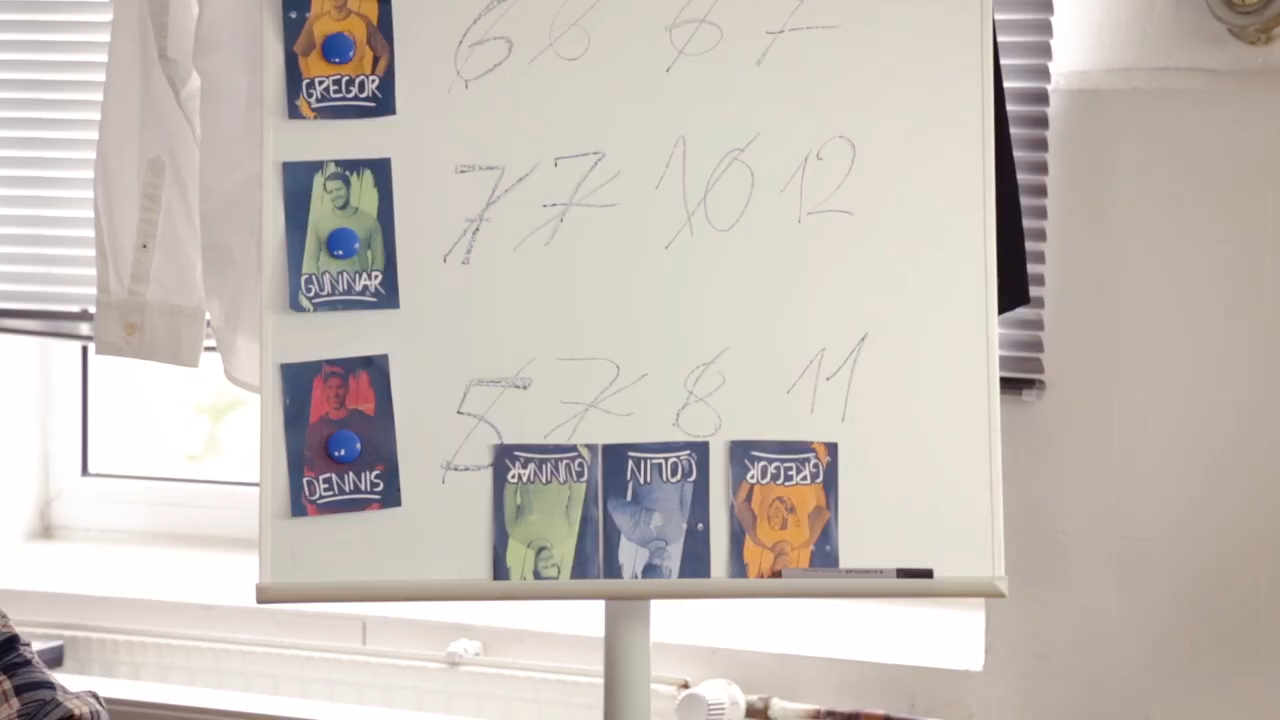 GREGOR 6 6 6 7
GUNNAR 7 7 10 12
DENNIS 5 7 8 11
GUNNAR COLIN GREGOR